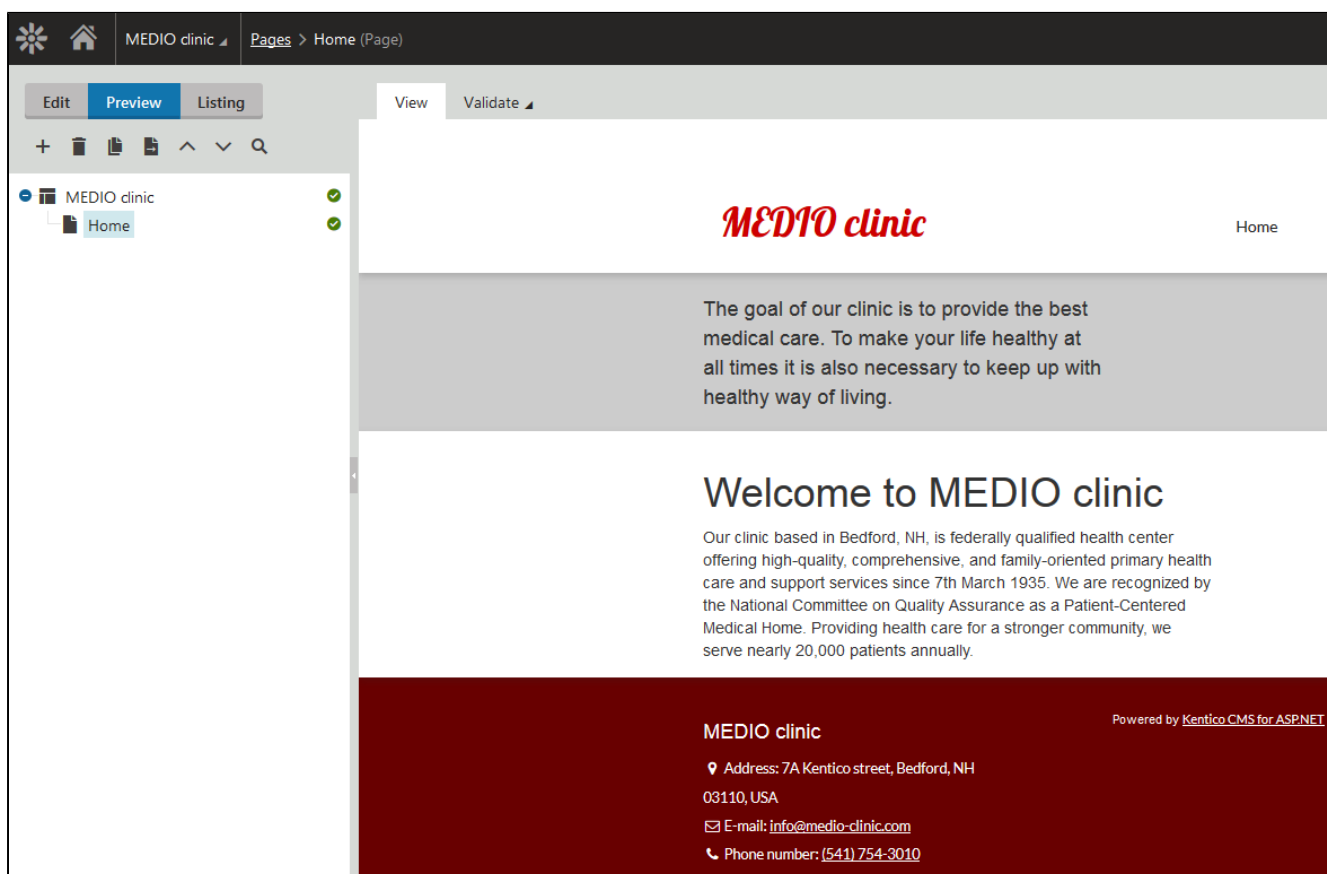 MEDIO clinic Pages > Home (Page)
Edit Preview Listing
View Validate
MEDIO clinic
Home
MEDIO clinic
Home
The goal of our clinic is to provide the best
medical care. To make your life healthy at
all times it is also necessary to keep up with
healthy way of living.
Welcome to MEDIO clinic
Our clinic based in Bedford, NH, is federally qualified health center
offering high-quality, comprehensive, and family-oriented primary health
care and support services since 7th March 1935. We are recognized by
the National Committee on Quality Assurance as a Patient-Centered
Medical Home. Providing health care for a stronger community, we
serve nearly 20,000 patients annually.
MEDIO clinic
Powered by Kentico CMS for ASP.NET
Address: 7A Kentico street, Bedford, NH
03110, USA
E-mail: info@medio-clinic.com
Phone number: (541) 754-3010